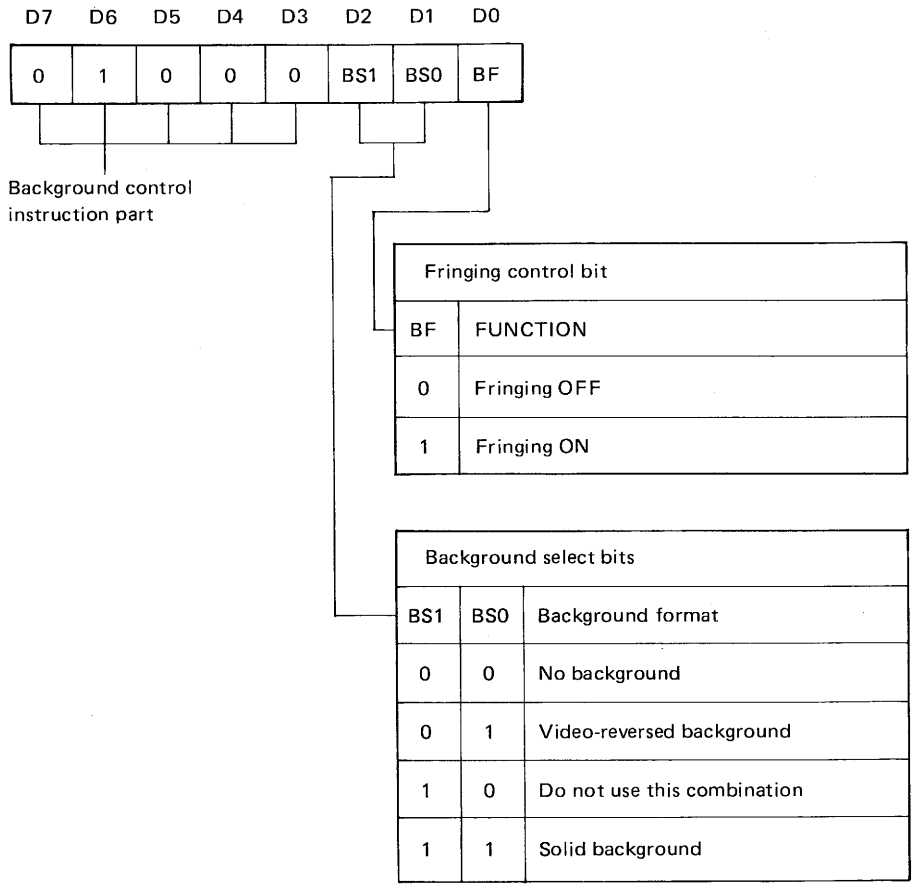 D7 D6 D5 D4 D3 D2 D1 D0
0 1 0 0 0 BS1 BS0 BF
Background control
instruction part
Fringing control bit
BF FUNCTION
0 Fringing OFF
1 Fringing ON
Background select bits
BS1 BS0 Background format
0 0 No background
0 1 Video-reversed background
1 0 Do not use this combination
1 1 Solid background